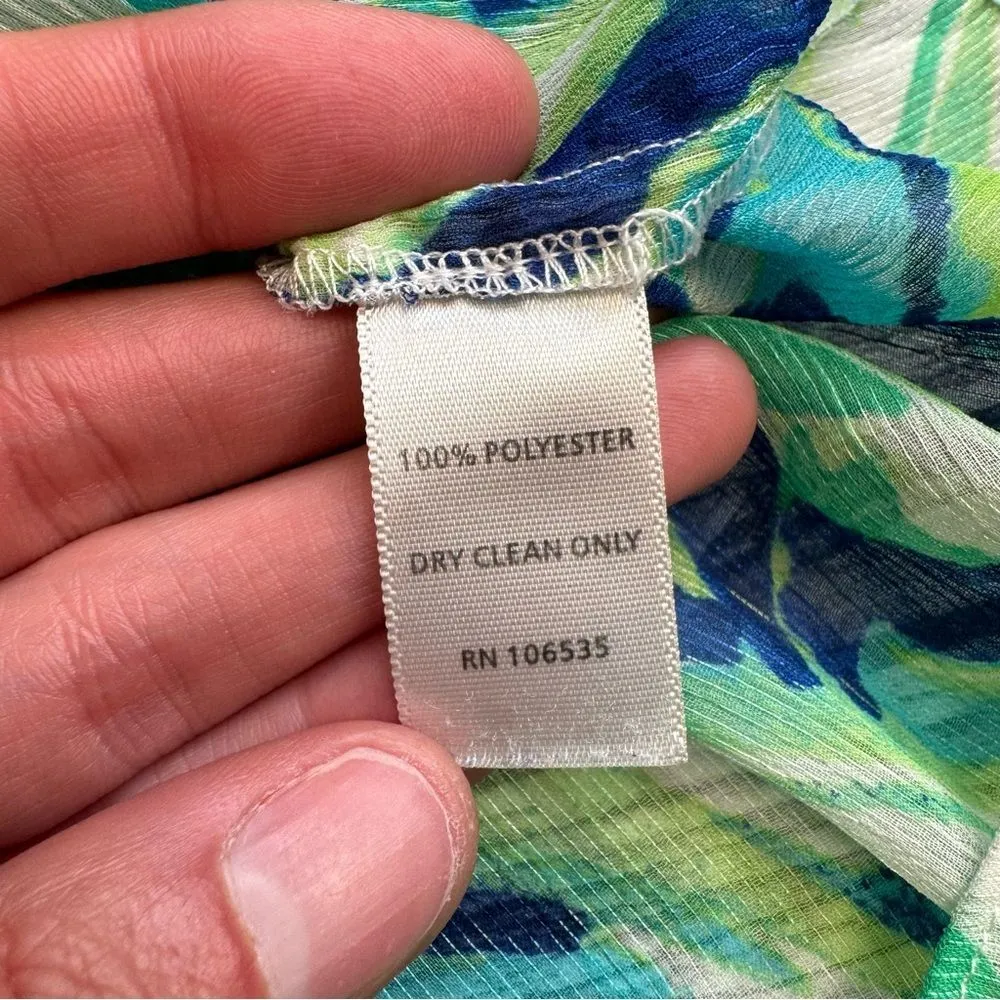 100% POLYESTER
DRY CLEAN ONLY
RN 106535